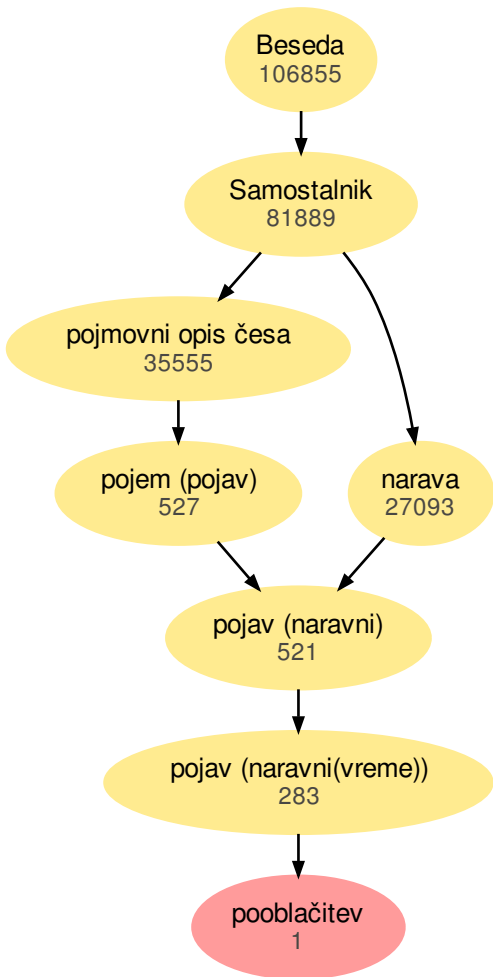 Beseda
106855
Samostalnik
81889
pojmovni opis česa
35555
pojem (pojav)
527
narava
27093
pojav (naravni)
521
pojav (naravni(vreme))
283
pooblačitev
1